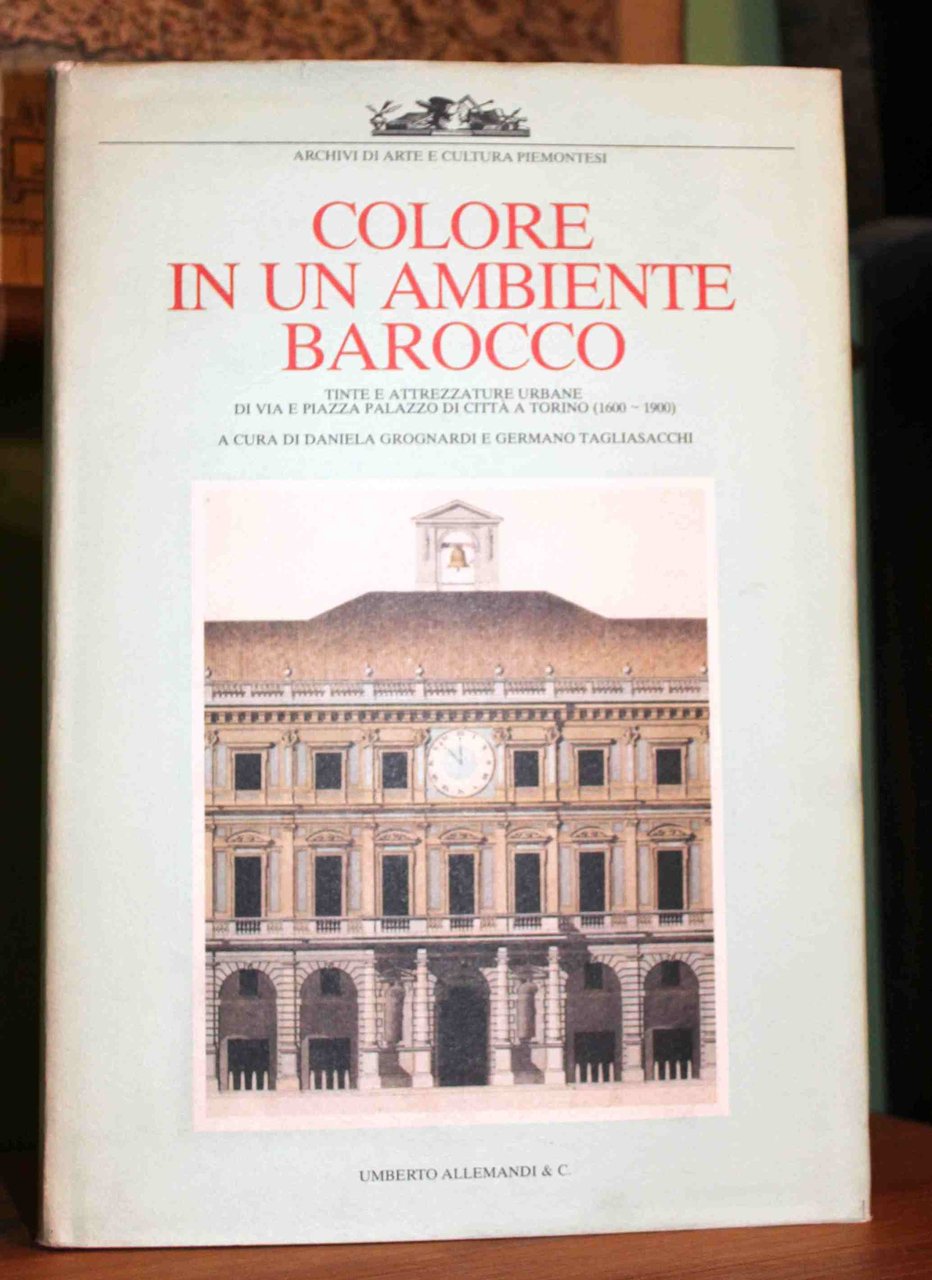 ARCHIVI DI ARTE E CULTURA PIEMONTESI
COLORE
IN UN AMBIENTE
BAROCCO
TINTE E ATTREZZATURE URBANE
DI VIA E PIAZZA PALAZZO DI CITTÀ A TORINO (1600 ~ 1900)
A CURA DI DANIELA GROGNARDI E GERMANO TAGLIASACCHI
UMBERTO ALLEMANDI & C.